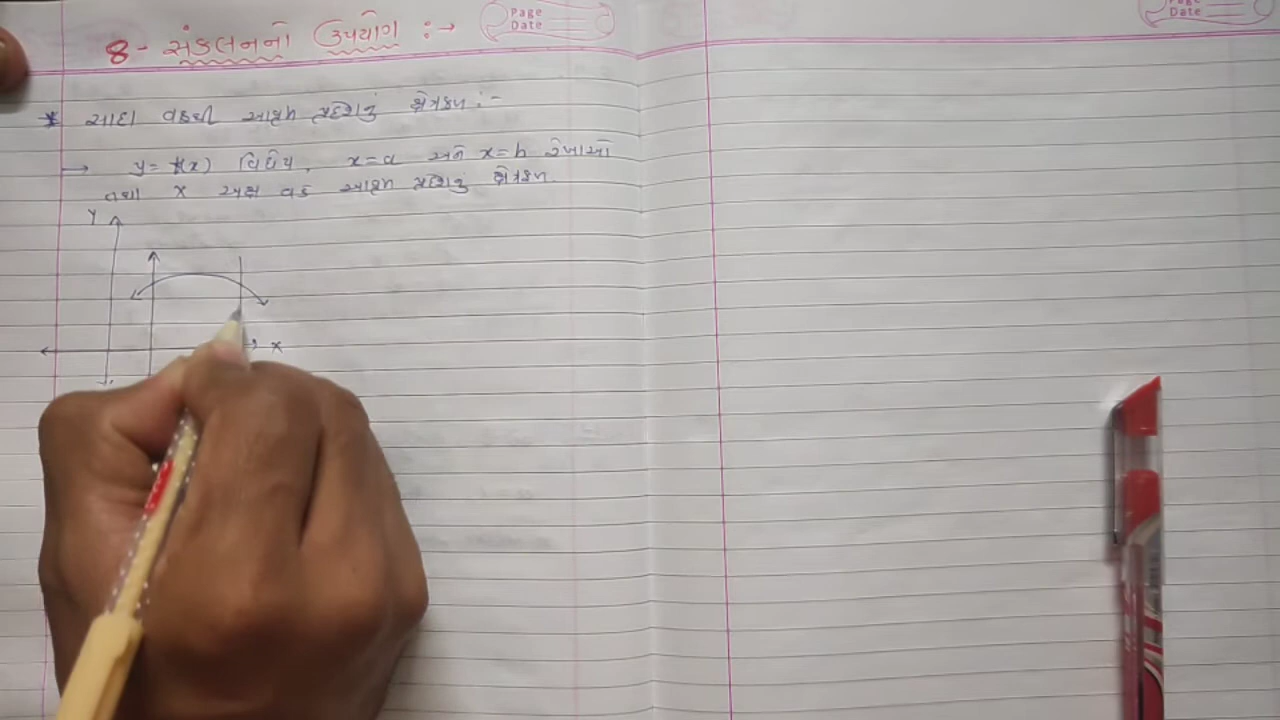 8- સંકલનનો ઉપયોગ :→
Page
Date
Page
Date
* સાદા વક્રથી આવૃત્ત પ્રદેશનું ક્ષેત્રફળ :-
→ y= f(x) વિધેય, x=a અને x=b રેખાઓ
તથા x અક્ષ વડે આવૃત્ત પ્રદેશનું ક્ષેત્રફળ.
Y
x